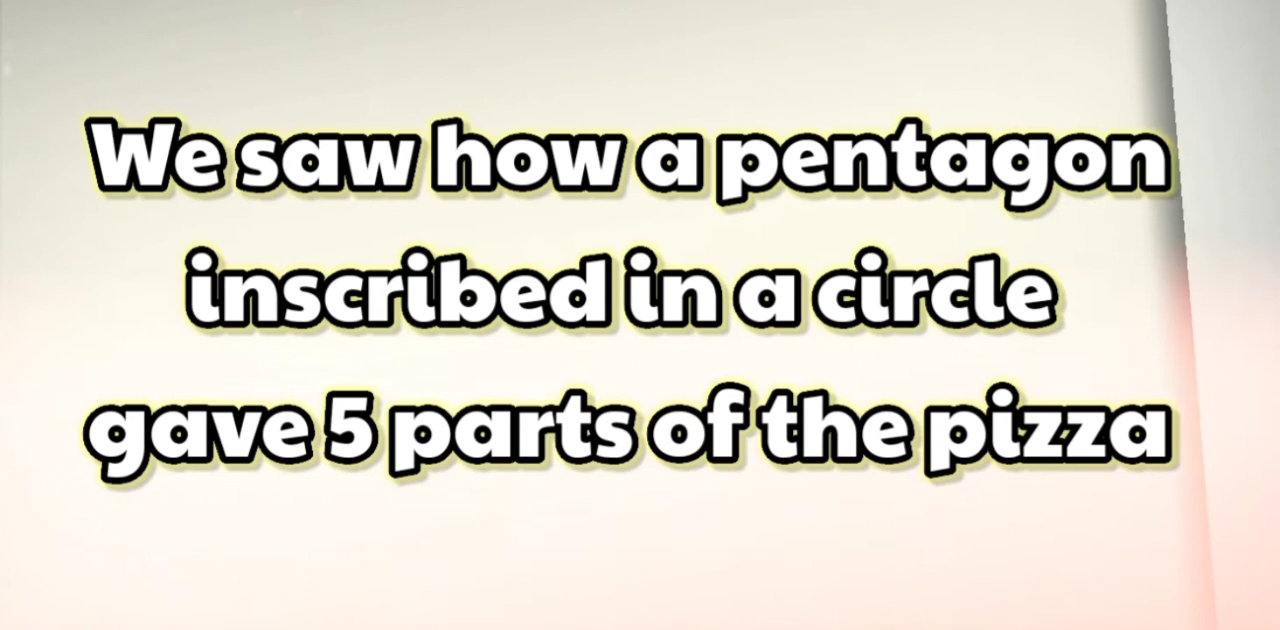 We saw how a pentagon
inscribed in a circle
gave 5 parts of the pizza